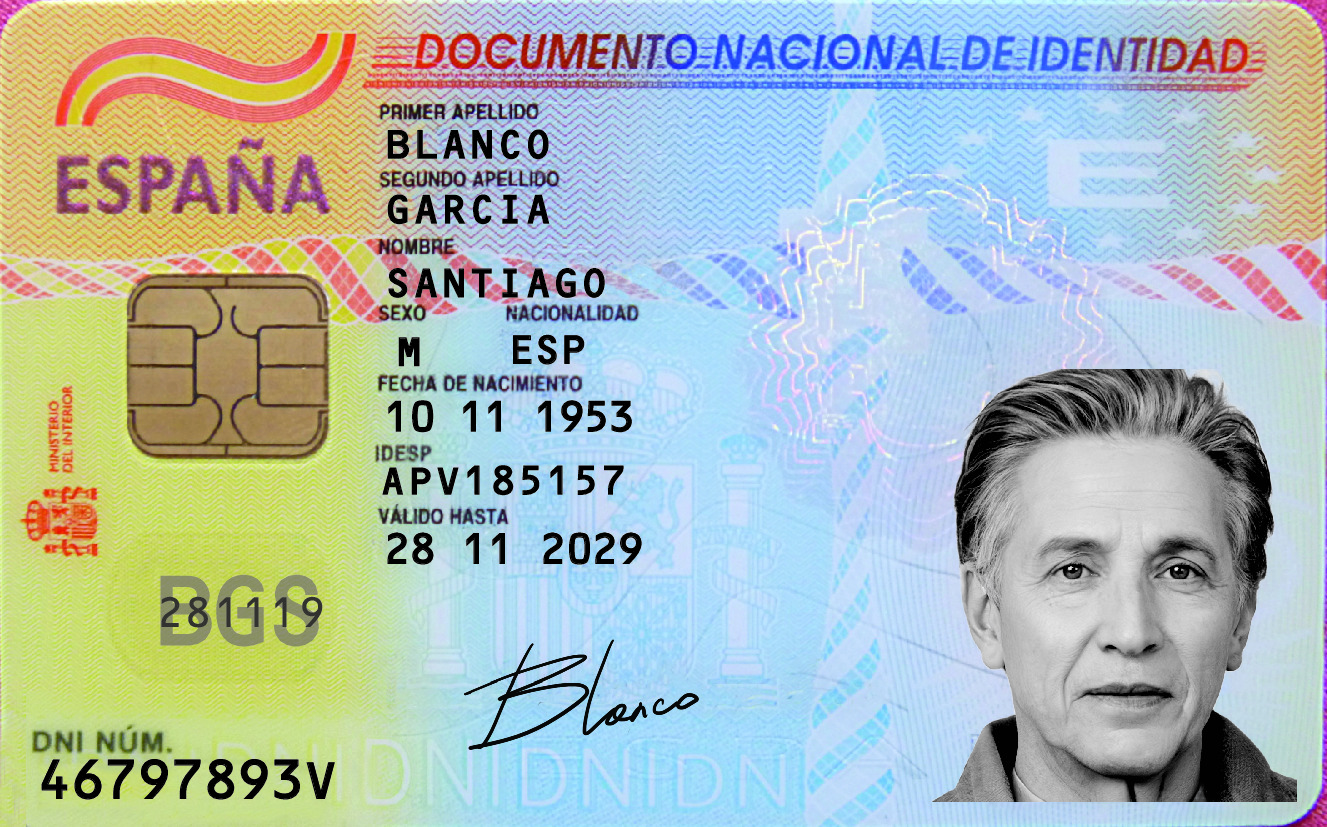 DOCUMENTO NACIONAL DE IDENTIDAD
ESPAÑA
PRIMER APELLIDO
BLANCO
SEGUNDO APELLIDO
GARCIA
NOMBRE
SANTIAGO
SEXO NACIONALIDAD
M ESP
FECHA DE NACIMIENTO
10 11 1953
IDESP
APV185157
VÁLIDO HASTA
28 11 2029
MINISTERIO
DEL INTERIOR
E
BGS
281119
Blanco
DNI NÚM.
46797893V
DNIDNIDNIDNI